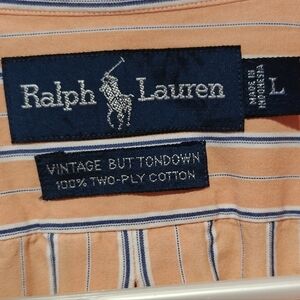 Ralph Lauren
MADE IN
INDONESIA
L
VINTAGE BUTTONDOWN
100% TWO-PLY COTTON